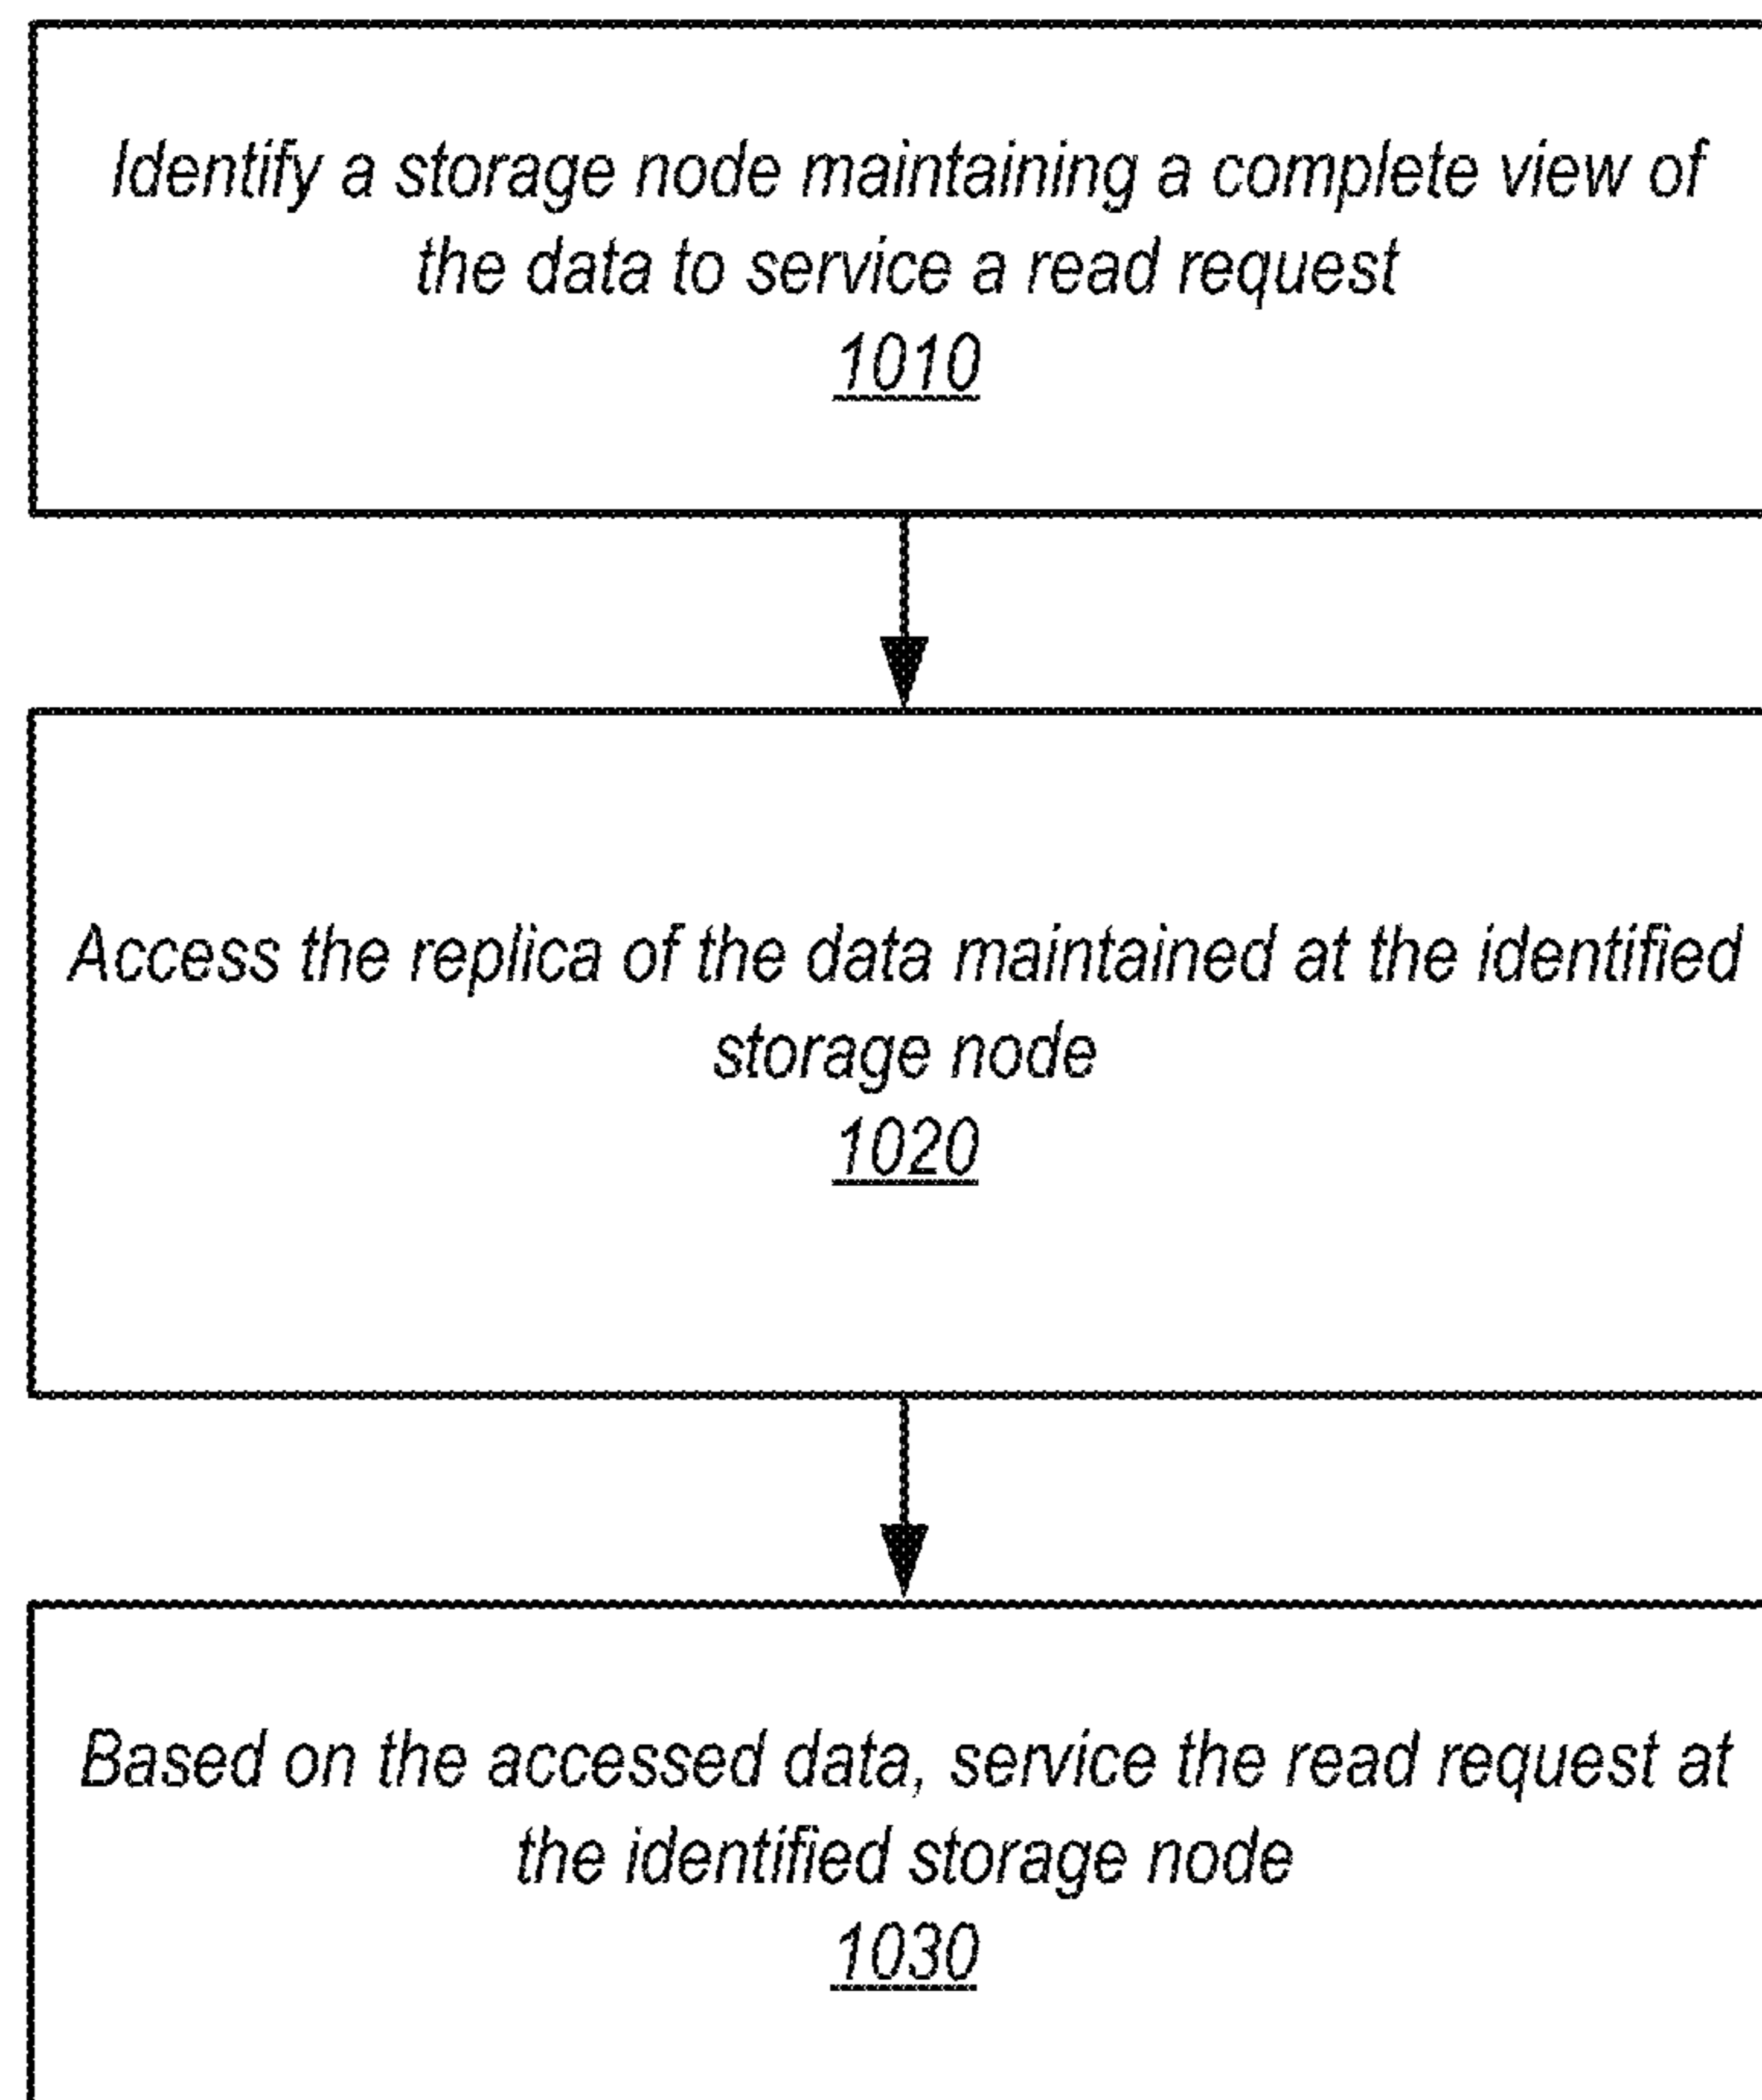 Identify a storage node maintaining a complete view of
the data to service a read request
1010
Access the replica of the data maintained at the identified
storage node
1020
Based on the accessed data, service the read request at
the identified storage node
1030